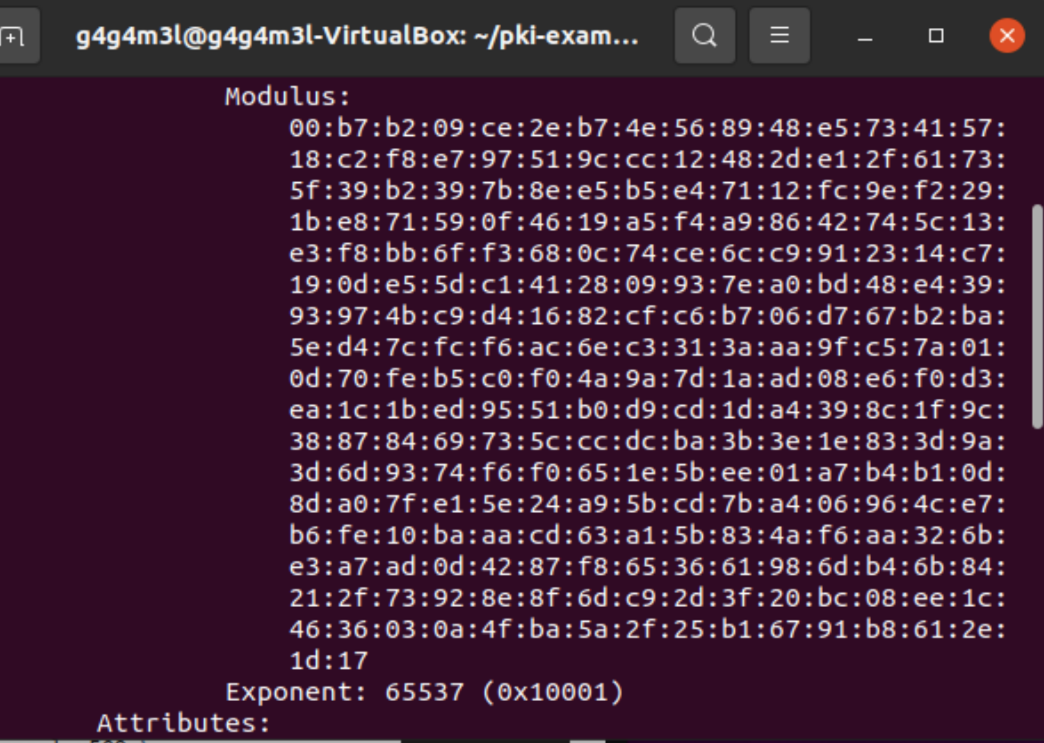 g4g4m3l@g4g4m3l-VirtualBox: ~/pki-exam...
Modulus:
00:b7:b2:09:ce:2e:b7:4e:56:89:48:e5:73:41:57:
18:c2:f8:e7:97:51:9c:cc:12:48:2d:e1:2f:61:73:
5f:39:b2:39:7b:8e:e5:b5:e4:71:12:fc:9e:f2:29:
1b:e8:71:59:0f:46:19:a5:f4:a9:86:42:74:5c:13:
e3:f8:bb:6f:f3:68:0c:74:ce:6c:c9:91:23:14:c7:
19:0d:e5:5d:c1:41:28:09:93:7e:a0:bd:48:e4:39:
93:97:4b:c9:d4:16:82:cf:c6:b7:06:d7:67:b2:ba:
5e:d4:7c:fc:f6:ac:6e:c3:31:3a:aa:9f:c5:7a:01:
0d:70:fe:b5:c0:f0:4a:9a:7d:1a:ad:08:e6:f0:d3:
ea:1c:1b:ed:95:51:b0:d9:cd:1d:a4:39:8c:1f:9c:
38:87:84:69:73:5c:cc:dc:ba:3b:3e:1e:83:3d:9a:
3d:6d:93:74:f6:f0:65:1e:5b:ee:01:a7:b4:b1:0d:
8d:a0:7f:e1:5e:24:a9:5b:cd:7b:a4:06:96:4c:e7:
b6:fe:10:ba:aa:cd:63:a1:5b:83:4a:f6:aa:32:6b:
e3:a7:ad:0d:42:87:f8:65:36:61:98:6d:b4:6b:84:
21:2f:73:92:8e:8f:6d:c9:2d:3f:20:bc:08:ee:1c:
46:36:03:0a:4f:ba:5a:2f:25:b1:67:91:b8:61:2e:
1d:17
Exponent: 65537 (0x10001)
Attributes: